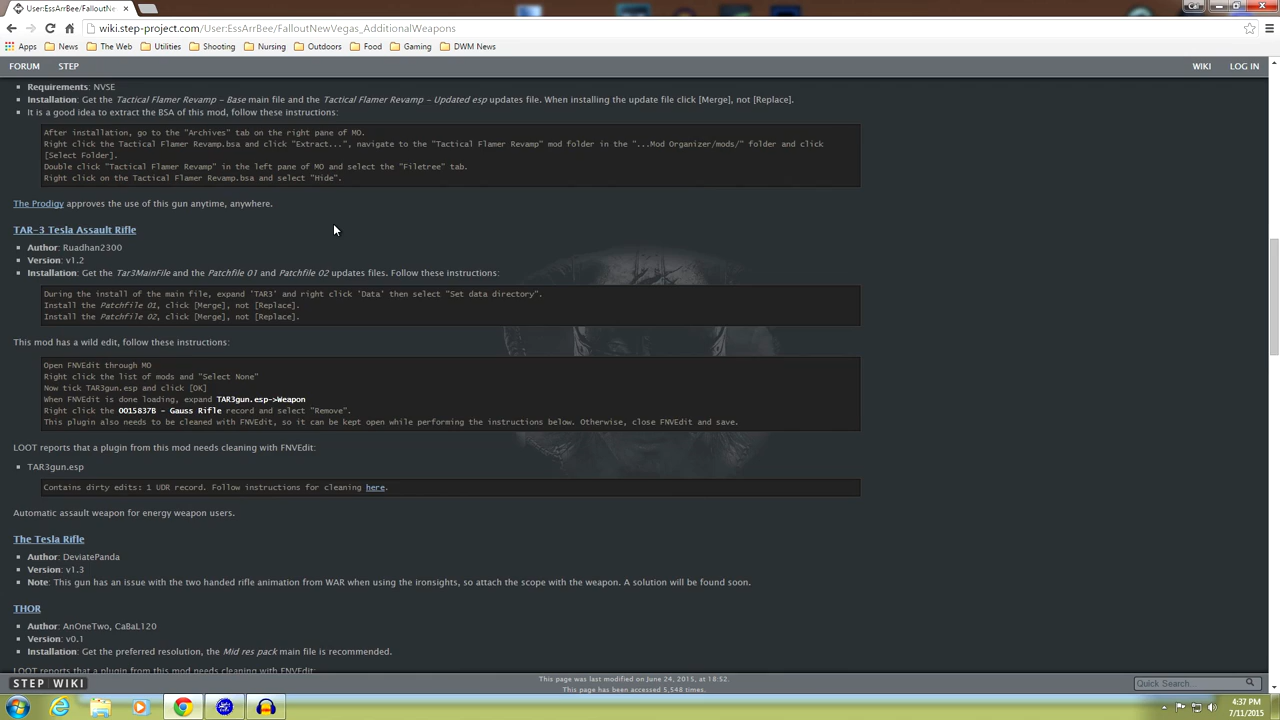 User:EssArrBee/FalloutNe
Cal
wiki.step-project.com/User:EssArrBee/FalloutNewVegas_AdditionalWeapons
Apps News The Web Utilities Shooting Nursing Outdoors Food Gaming DWM News
FORUM STEP WIKI LOG IN
Requirements: NVSE
Installation: Get the Tactical Flamer Revamp – Base main file and the Tactical Flamer Revamp – Updated esp updates file. When installing the update file click [Merge], not [Replace].
It is a good idea to extract the BSA of this mod, follow these instructions:
After installation, go to the "Archives" tab on the right pane of MO.
Right click the Tactical Flamer Revamp.bsa and click "Extract...", navigate to the "Tactical Flamer Revamp" mod folder in the "...Mod Organizer/mods/" folder and click
[Select Folder].
Double click "Tactical Flamer Revamp" in the left pane of MO and select the "Filetree" tab.
Right click on the Tactical Flamer Revamp.bsa and select "Hide".
The Prodigy approves the use of this gun anytime, anywhere.
TAR-3 Tesla Assault Rifle
Author: Ruadhan2300
Version: v1.2
Installation: Get the Tar3MainFile and the Patchfile 01 and Patchfile 02 updates files. Follow these instructions:
During the install of the main file, expand 'TAR3' and right click 'Data' then select "Set data directory".
Install the Patchfile 01, click [Merge], not [Replace].
Install the Patchfile 02, click [Merge], not [Replace].
This mod has a wild edit, follow these instructions:
Open FNVEdit through MO
Right click the list of mods and "Select None"
Now tick TAR3gun.esp and click [OK]
When FNVEdit is done loading, expand TAR3gun.esp->Weapon
Right click the 0015837B – Gauss Rifle record and select "Remove".
This plugin also needs to be cleaned with FNVEdit, so it can be kept open while performing the instructions below. Otherwise, close FNVEdit and save.
LOOT reports that a plugin from this mod needs cleaning with FNVEdit:
TAR3gun.esp
Contains dirty edits: 1 UDR record. Follow instructions for cleaning here.
Automatic assault weapon for energy weapon users.
The Tesla Rifle
Author: DeviatePanda
Version: v1.3
Note: This gun has an issue with the two handed rifle animation from WAR when using the ironsights, so attach the scope with the weapon. A solution will be found soon.
THOR
Author: AnOneTwo, CaBaL120
Version: v0.1
Installation: Get the preferred resolution, the Mid res pack main file is recommended.
LOOT reports that a plugin from this mod needs cleaning with FNVEdit:
STEP WIKI
This page was last modified on June 24, 2015, at 18:52.
This page has been accessed 5,548 times.
Quick Search...
4:37 PM
7/11/2015